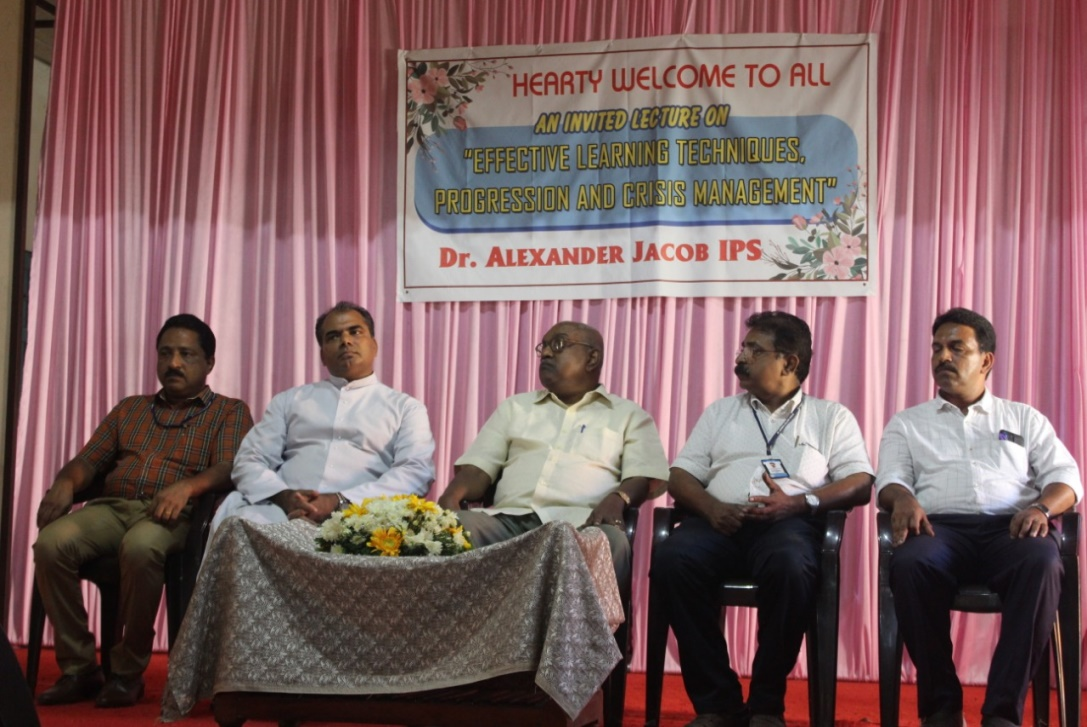 HEARTY WELCOME TO ALL
AN INVITED LECTURE ON
"EFFECTIVE LEARNING TECHNIQUES,
PROGRESSION AND CRISIS MANAGEMENT"
DR. ALEXANDER JACOB IPS